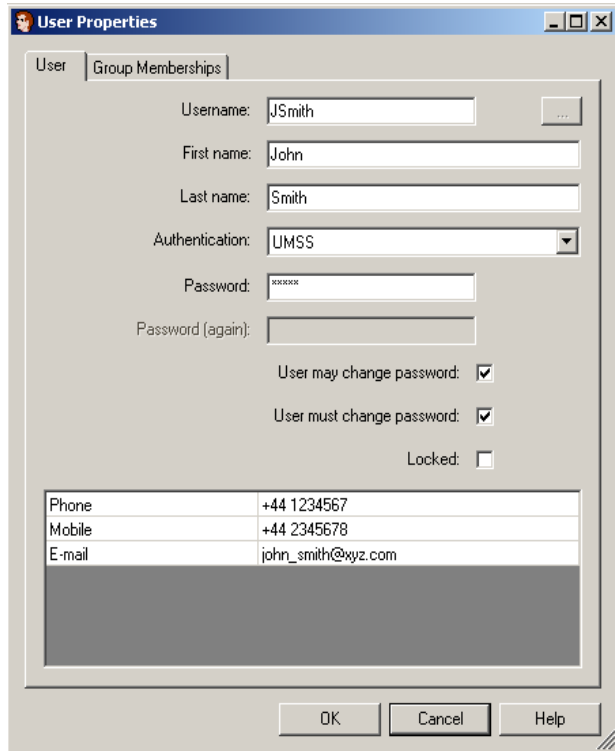 User Properties
User Group Memberships
Username: JSmith ...
First name: John
Last name: Smith
Authentication: UMSS
Password: *****
Password (again):
User may change password:
User must change password:
Locked:
Phone +44 1234567
Mobile +44 2345678
E-mail john_smith@xyz.com
OK Cancel Help